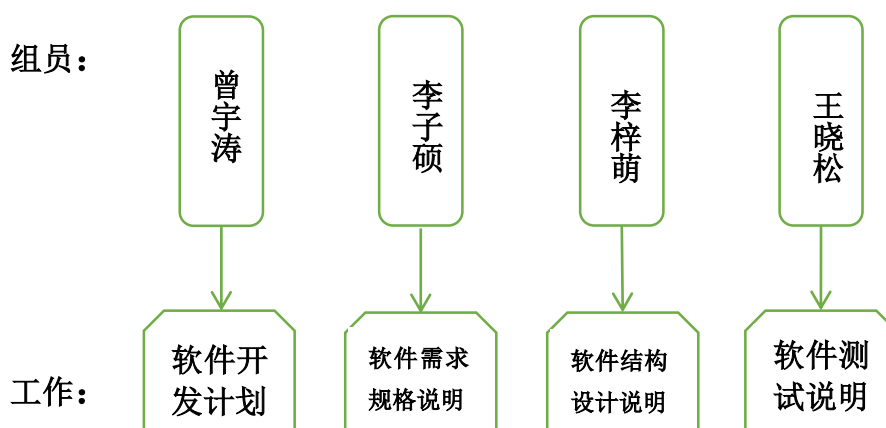 组员：
曾宇涛
李子硕
李梓萌
王晓松
工作：
软件开
发计划
软件需求
规格说明
软件结构
设计说明
软件测
试说明